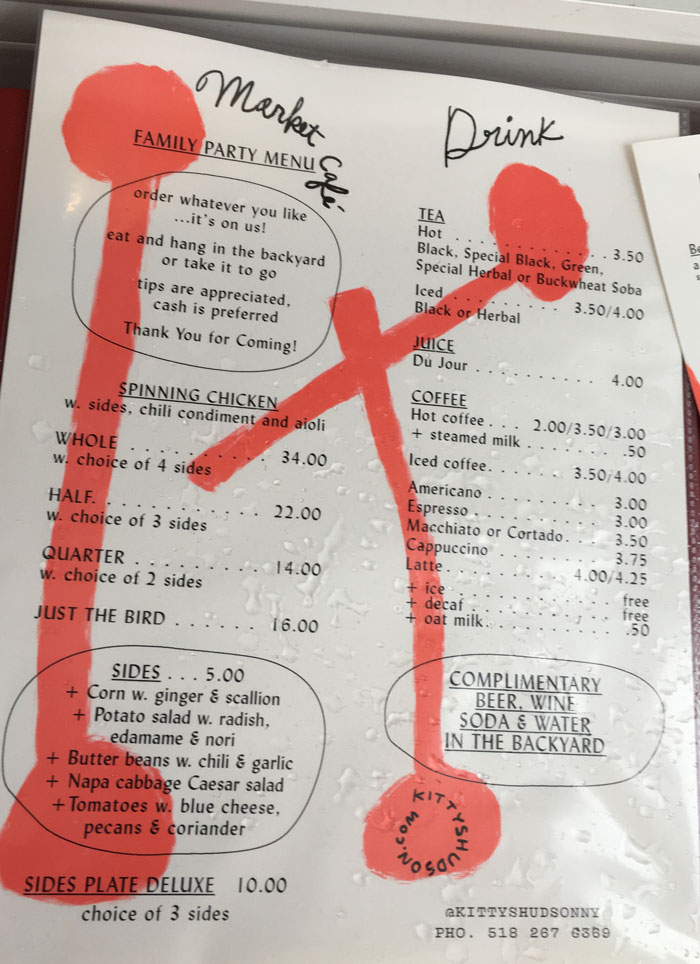 Market
Café
FAMILY PARTY MENU
order whatever you like
...it's on us!
eat and hang in the backyard
or take it to go
tips are appreciated,
cash is preferred
Thank You for Coming!
SPINNING CHICKEN
w. sides, chili condiment and aioli
WHOLE . . . . . . . . . . 34.00
w. choice of 4 sides
HALF. . . . . . . . . . . . 22.00
w. choice of 3 sides
QUARTER . . . . . . . . . 14.00
w. choice of 2 sides
JUST THE BIRD . . . . . . 16.00
SIDES . . . 5.00
+ Corn w. ginger & scallion
+ Potato salad w. radish,
edamame & nori
+ Butter beans w. chili & garlic
+ Napa cabbage Caesar salad
+Tomatoes w. blue cheese,
pecans & coriander
SIDES PLATE DELUXE 10.00
choice of 3 sides
Drink
TEA
Hot . . . . . . . . . . . . 3.50
Black, Special Black, Green,
Special Herbal or Buckwheat Soba
Iced . . . . . . . . . 3.50/4.00
Black or Herbal
JUICE
Du Jour . . . . . . . . . . 4.00
COFFEE
Hot coffee . . . 2.00/3.50/3.00
+ steamed milk . . . . . . . .50
Iced coffee. . . . . . 3.50/4.00
Americano . . . . . . . . . 3.00
Espresso . . . . . . . . . . 3.00
Macchiato or Cortado. . . 3.50
Cappuccino 3.75
Latte. . . . . . . . . 4.00/4.25
+ ice . . . . . . . . . . . free
+ decaf . . . . . . . . . . free
+ oat milk. . . . . . . . . .50
COMPLIMENTARY
BEER, WINE
SODA & WATER
IN THE BACKYARD
KITTYSHUDSON.COM
@KITTYSHUDSONNY
PHO. 518 267 6369